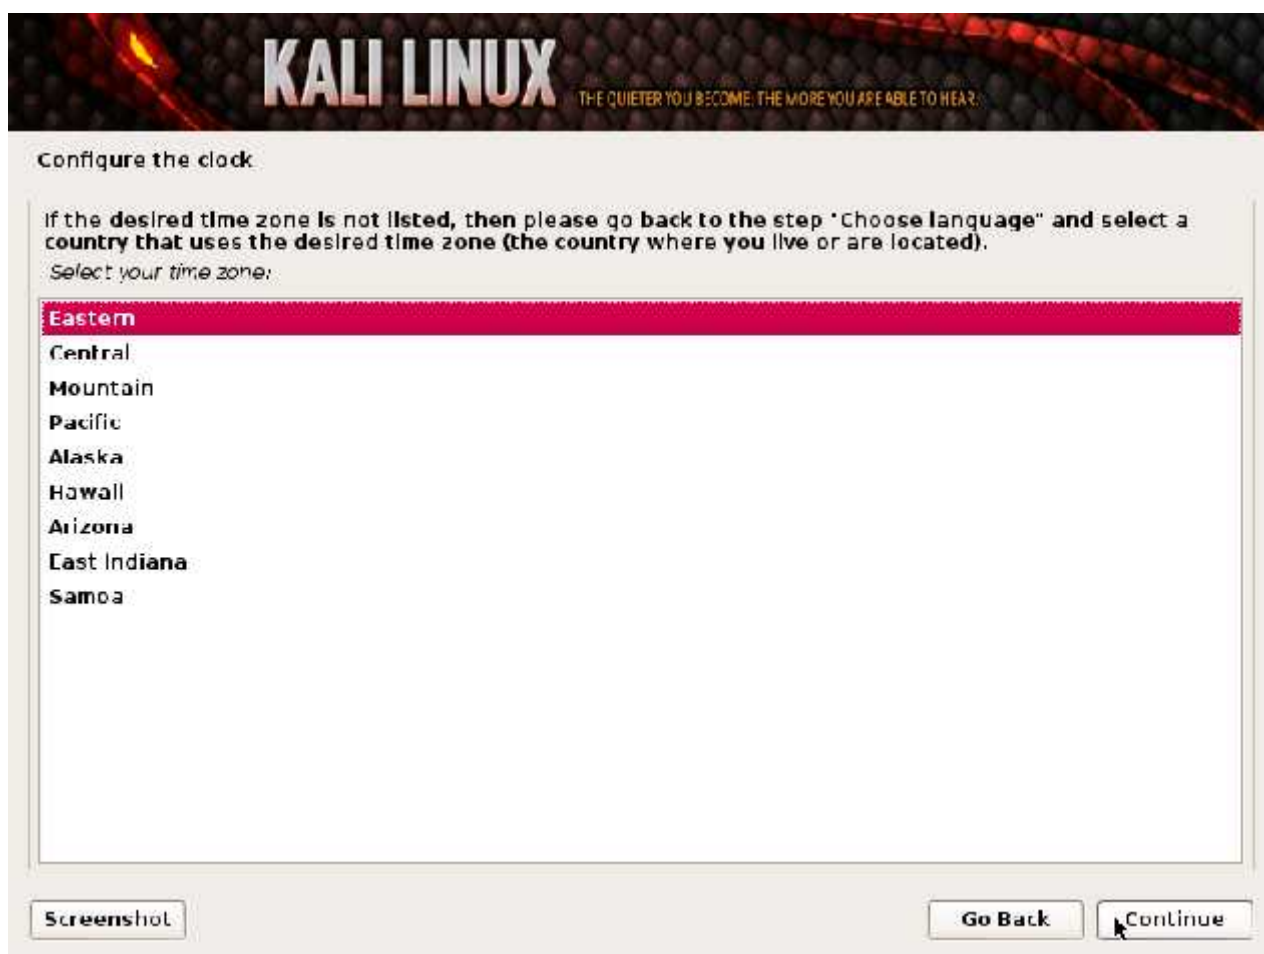 KALI LINUX
THE QUIETER YOU BECOME, THE MORE YOU ARE ABLE TO HEAR.
Configure the clock
If the desired time zone is not listed, then please go back to the step "Choose language" and select a
country that uses the desired time zone (the country where you live or are located).
Select your time zone:
Eastern
Central
Mountain
Pacific
Alaska
Hawaii
Arizona
East Indiana
Samoa
Screenshot
Go Back
Continue